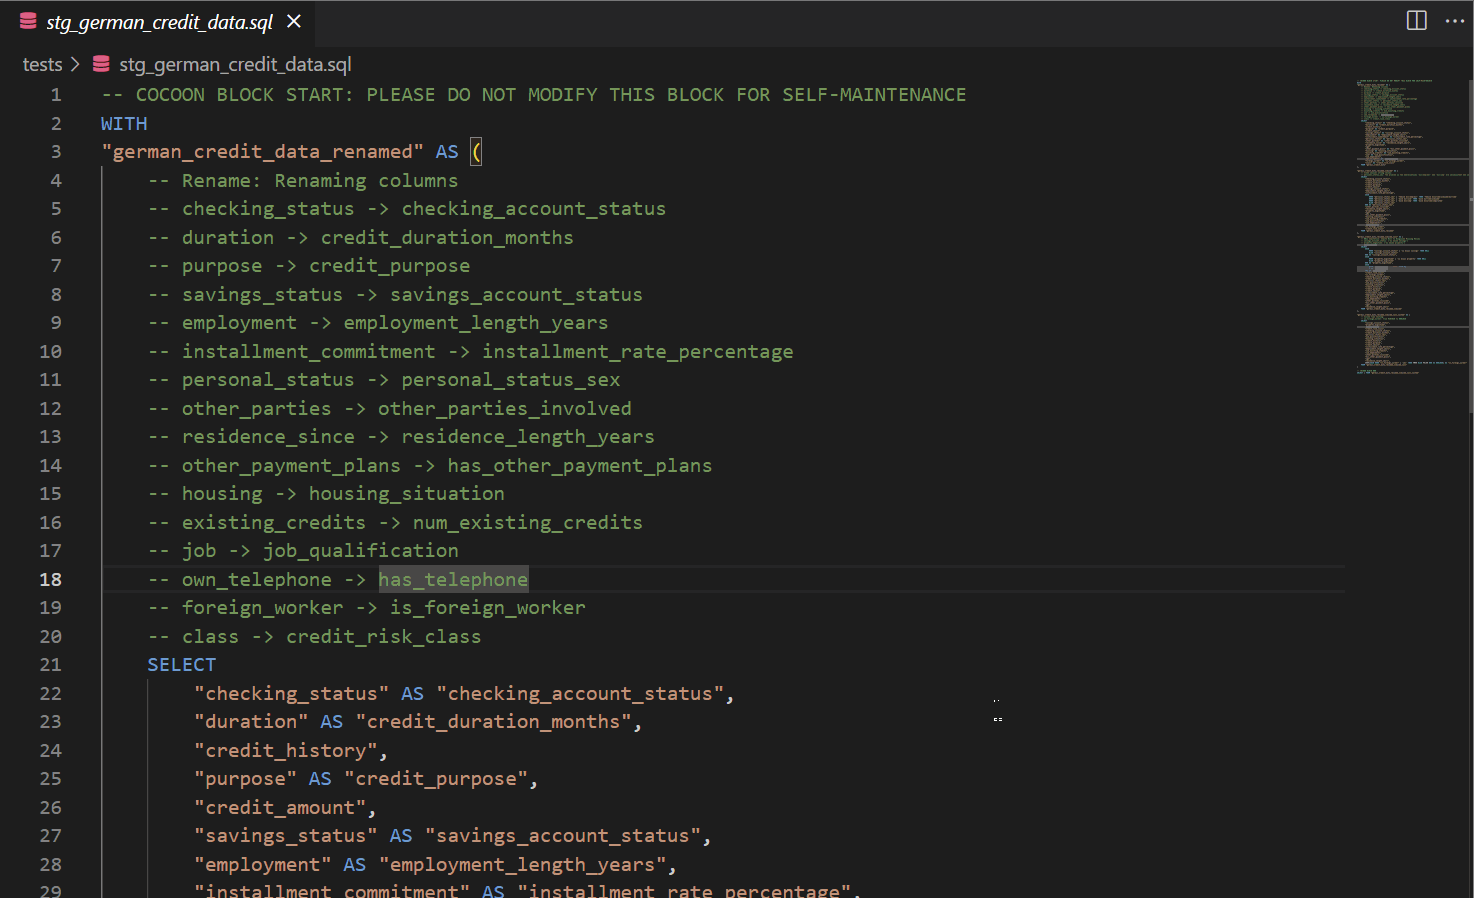 stg_german_credit_data.sql
tests > stg_german_credit_data.sql
1 -- COCOON BLOCK START: PLEASE DO NOT MODIFY THIS BLOCK FOR SELF-MAINTENANCE
2 WITH
3 "german_credit_data_renamed" AS (
4 -- Rename: Renaming columns
5 -- checking_status -> checking_account_status
6 -- duration -> credit_duration_months
7 -- purpose -> credit_purpose
8 -- savings_status -> savings_account_status
9 -- employment -> employment_length_years
10 -- installment_commitment -> installment_rate_percentage
11 -- personal_status -> personal_status_sex
12 -- other_parties -> other_parties_involved
13 -- residence_since -> residence_length_years
14 -- other_payment_plans -> has_other_payment_plans
15 -- housing -> housing_situation
16 -- existing_credits -> num_existing_credits
17 -- job -> job_qualification
18 -- own_telephone -> has_telephone
19 -- foreign_worker -> is_foreign_worker
20 -- class -> credit_risk_class
21 SELECT
22 "checking_status" AS "checking_account_status",
23 "duration" AS "credit_duration_months",
24 "credit_history",
25 "purpose" AS "credit_purpose",
26 "credit_amount",
27 "savings_status" AS "savings_account_status",
28 "employment" AS "employment_length_years",
29 "installment_commitment" AS "installment_rate_percentage",